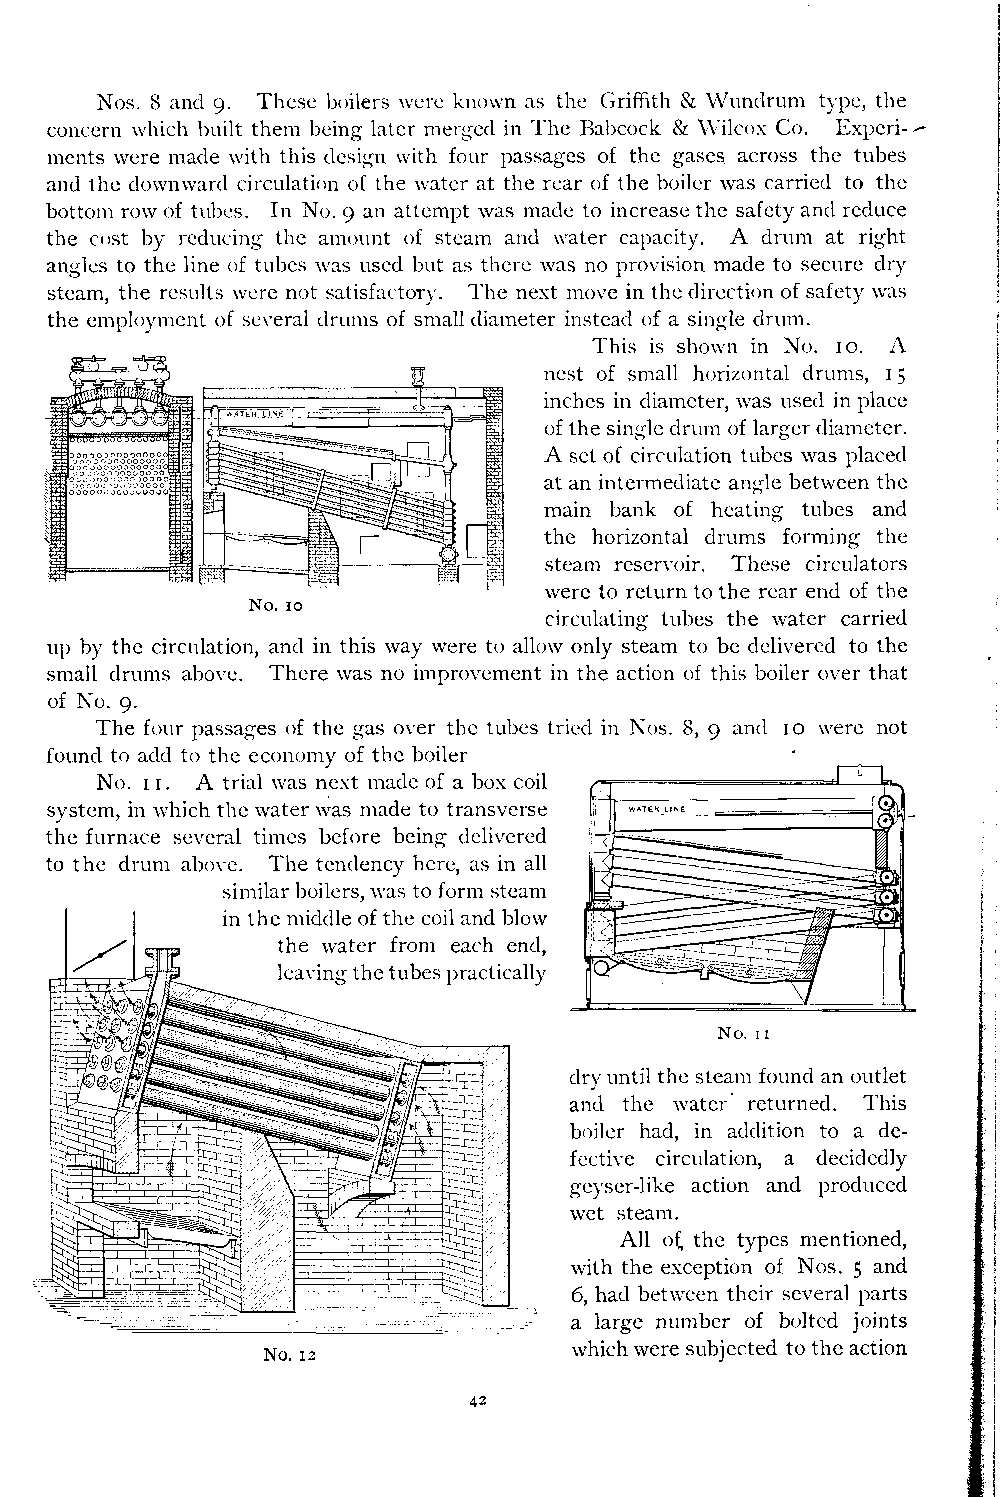 Nos. 8 and 9. These boilers were known as the Griffith & Wundrum type, the
concern which built them being later merged in The Babcock & Wilcox Co. Experi-
ments were made with this design with four passages of the gases across the tubes
and the downward circulation of the water at the rear of the boiler was carried to the
bottom row of tubes. In No. 9 an attempt was made to increase the safety and reduce
the cost by reducing the amount of steam and water capacity. A drum at right
angles to the line of tubes was used but as there was no provision made to secure dry
steam, the results were not satisfactory. The next move in the direction of safety was
the employment of several drums of small diameter instead of a single drum.
This is shown in No. 10. A
nest of small horizontal drums, 15
inches in diameter, was used in place
of the single drum of larger diameter.
A set of circulation tubes was placed
at an intermediate angle between the
main bank of heating tubes and
the horizontal drums forming the
steam reservoir. These circulators
were to return to the rear end of the
circulating tubes the water carried
WATER LINE
No. 10
up by the circulation, and in this way were to allow only steam to be delivered to the
small drums above. There was no improvement in the action of this boiler over that
of No. 9.
The four passages of the gas over the tubes tried in Nos. 8, 9 and 10 were not
found to add to the economy of the boiler
No. 11. A trial was next made of a box coil
system, in which the water was made to transverse
the furnace several times before being delivered
to the drum above. The tendency here, as in all
similar boilers, was to form steam
in the middle of the coil and blow
the water from each end,
leaving the tubes practically
WATER LINE
No. 11
dry until the steam found an outlet
and the water returned. This
boiler had, in addition to a de-
fective circulation, a decidedly
geyser-like action and produced
wet steam.
All of, the types mentioned,
with the exception of Nos. 5 and
6, had between their several parts
a large number of bolted joints
which were subjected to the action
No. 12
42